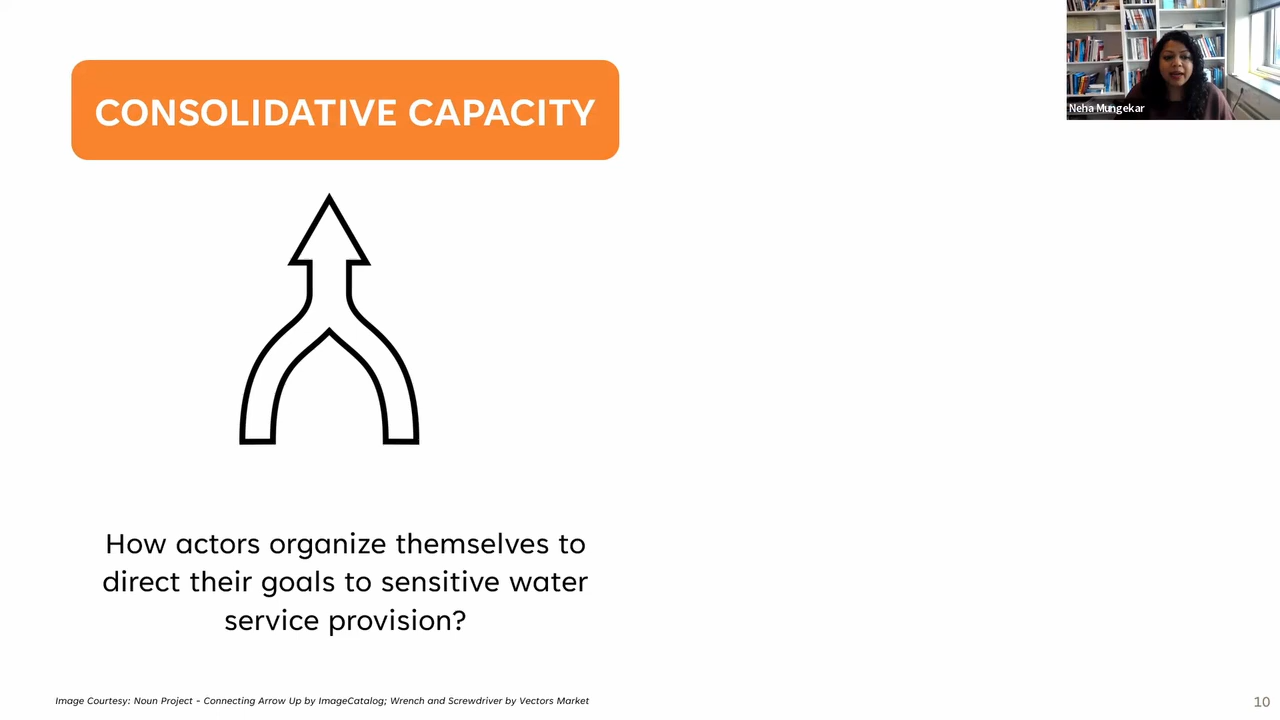 CONSOLIDATIVE CAPACITY
Neha Mungekar
How actors organize themselves to
direct their goals to sensitive water
service provision?
Image Courtesy: Noun Project - Connecting Arrow Up by ImageCatalog; Wrench and Screwdriver by Vectors Market
10